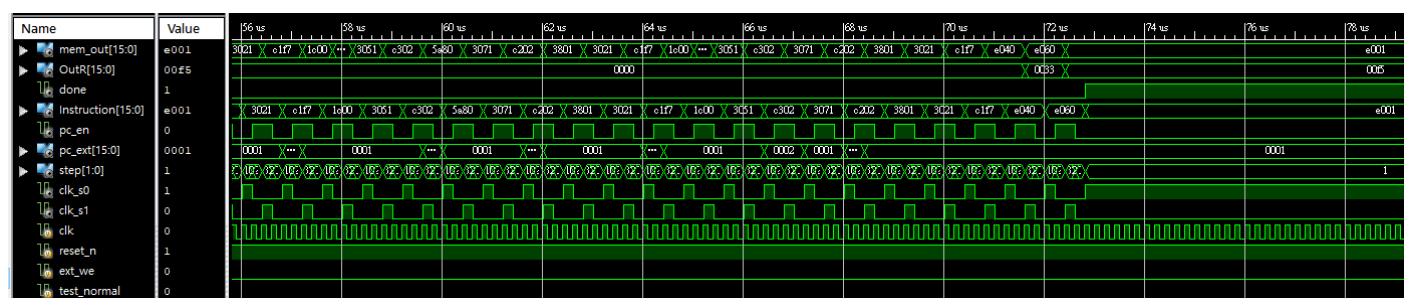 Name Value 56 us 58 us 60 us 62 us 64 us 66 us 68 us 70 us 72 us 74 us 76 us 78 us
mem_out[15:0] e001 3021 c1f7 1c00 ... 3051 c302 5a80 3071 c202 3801 3021 c1f7 1c00 ... 3051 c302 3071 c202 3801 3021 c1f7 e040 e060 e001
OutR[15:0] 00f5 0000 0033 00f5
done 1
Instruction[15:0] e001 3021 c1f7 1c00 3051 c302 5a80 3071 c202 3801 3021 c1f7 1c00 3051 c302 3071 c202 3801 3021 c1f7 e040 e060 e001
pc_en 0
pc_ext[15:0] 0001 0001 ... 0001 ... 0001 ... 0001 ... 0001 0002 0001 ... 0001
step[1:0] 1 1
clk_s0 1
clk_s1 0
clk 0
reset_n 1
ext_we 0
test_normal 0